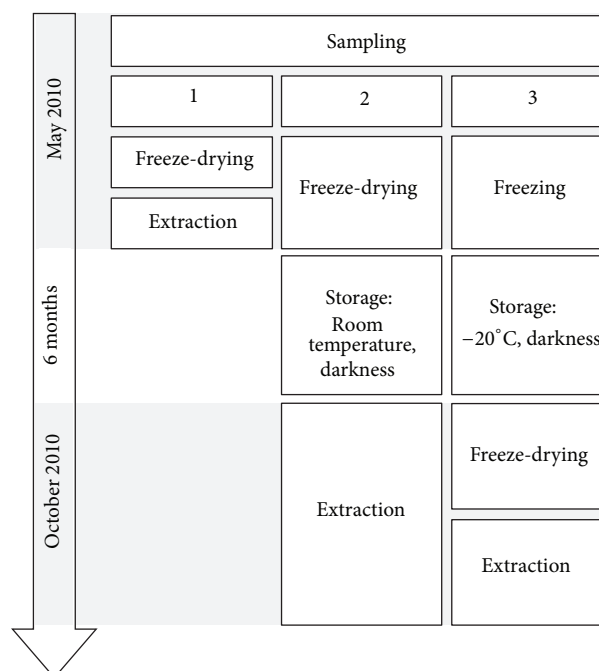 Sampling
May 2010
1
2
3
Freeze-drying
Freeze-drying
Freezing
Extraction
6 months
Storage:
Room
temperature,
darkness
Storage:
−20°C, darkness
October 2010
Extraction
Freeze-drying
Extraction